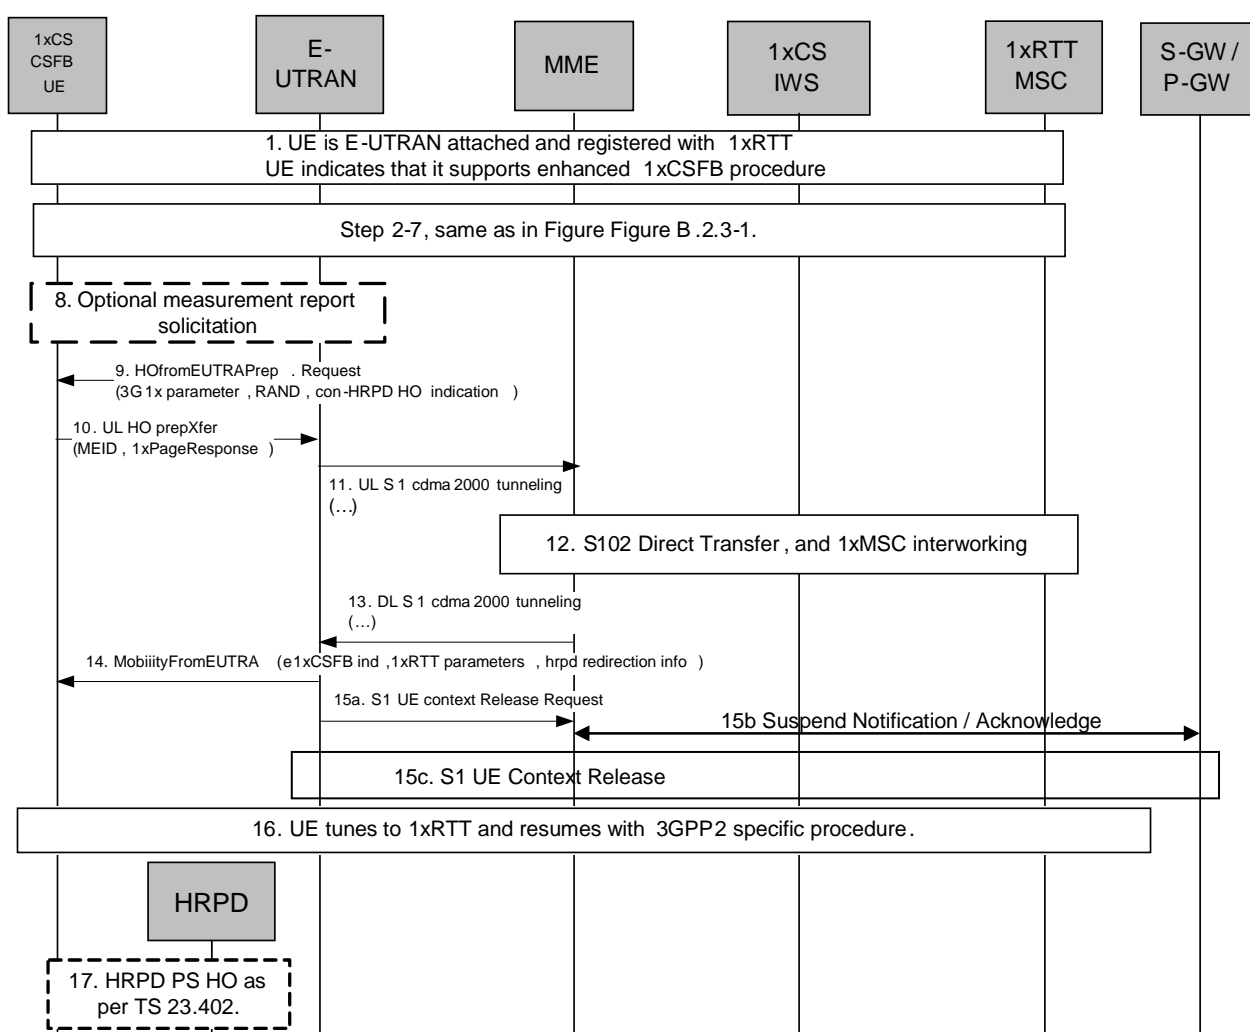 1xCS
CSFB
UE
E-
UTRAN
MME
1xCS
IWS
1xRTT
MSC
S-GW /
P-GW
1. UE is E-UTRAN attached and registered with 1xRTT
UE indicates that it supports enhanced 1xCSFB procedure
Step 2-7, same as in Figure Figure B.2.3-1.
8. Optional measurement report
solicitation
9. HOfromEUTRAPrep . Request
(3G1x parameter , RAND , con-HRPD HO indication )
10. UL HO prepXfer
(MEID , 1xPageResponse )
11. UL S1 cdma2000 tunneling
(...)
12. S102 Direct Transfer, and 1xMSC interworking
13. DL S1 cdma2000 tunneling
(...)
14. MobiiityFromEUTRA (e1xCSFB ind ,1xRTT parameters , hrpd redirection info )
15a. S1 UE context Release Request
15b Suspend Notification / Acknowledge
15c. S1 UE Context Release
16. UE tunes to 1xRTT and resumes with 3GPP2 specific procedure.
HRPD
17. HRPD PS HO as
per TS 23.402.